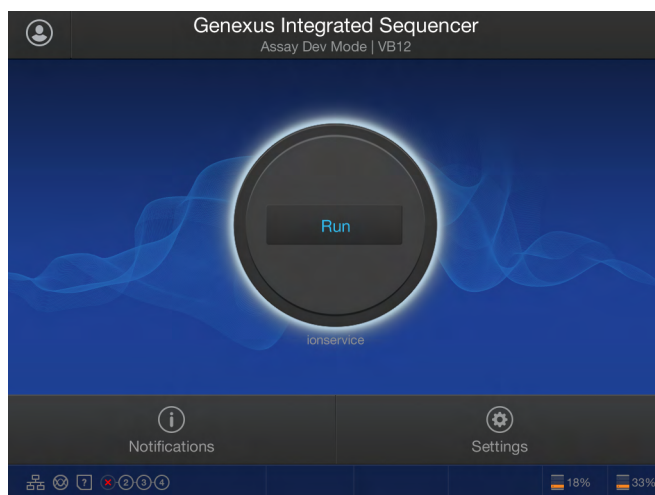 Genexus Integrated Sequencer
Assay Dev Mode | VB12
Run
ionservice
i
Notifications
Settings
? × 2 3 4
18% 33%